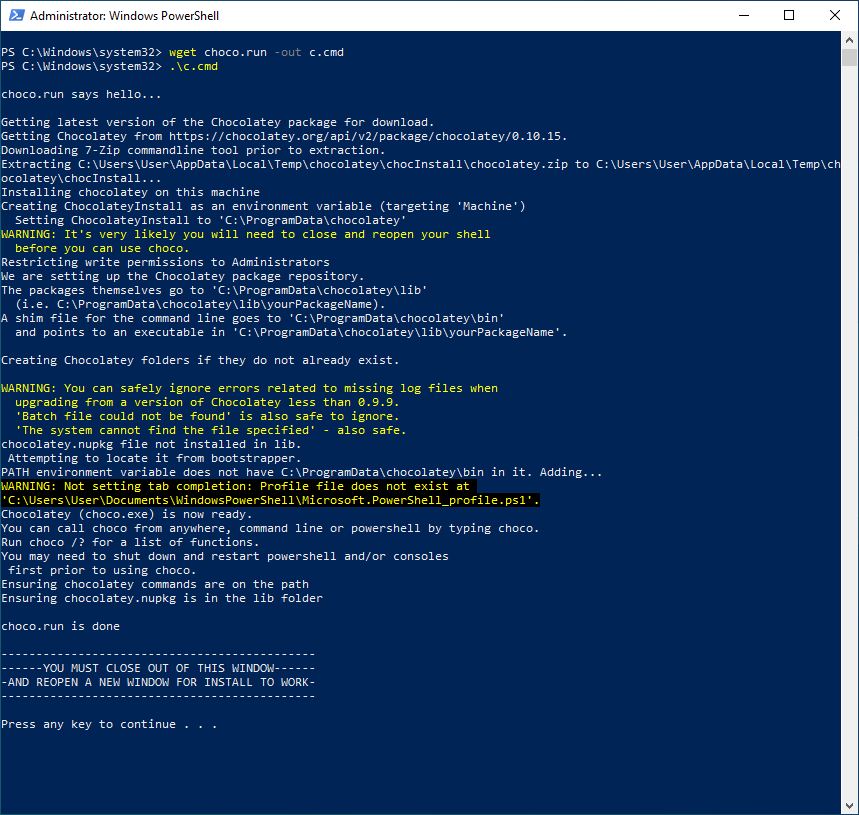 Administrator: Windows PowerShell
PS C:\Windows\system32> wget choco.run -out c.cmd
PS C:\Windows\system32> .\c.cmd
choco.run says hello...
Getting latest version of the Chocolatey package for download.
Getting Chocolatey from https://chocolatey.org/api/v2/package/chocolatey/0.10.15.
Downloading 7-Zip commandline tool prior to extraction.
Extracting C:\Users\User\AppData\Local\Temp\chocolatey\chocInstall\chocolatey.zip to C:\Users\User\AppData\Local\Temp\ch
ocolatey\chocInstall...
Installing chocolatey on this machine
Creating ChocolateyInstall as an environment variable (targeting 'Machine')
  Setting ChocolateyInstall to 'C:\ProgramData\chocolatey'
WARNING: It's very likely you will need to close and reopen your shell
  before you can use choco.
Restricting write permissions to Administrators
We are setting up the Chocolatey package repository.
The packages themselves go to 'C:\ProgramData\chocolatey\lib'
  (i.e. C:\ProgramData\chocolatey\lib\yourPackageName).
A shim file for the command line goes to 'C:\ProgramData\chocolatey\bin'
  and points to an executable in 'C:\ProgramData\chocolatey\lib\yourPackageName'.
Creating Chocolatey folders if they do not already exist.
WARNING: You can safely ignore errors related to missing log files when
  upgrading from a version of Chocolatey less than 0.9.9.
  'Batch file could not be found' is also safe to ignore.
  'The system cannot find the file specified' - also safe.
chocolatey.nupkg file not installed in lib.
 Attempting to locate it from bootstrapper.
PATH environment variable does not have C:\ProgramData\chocolatey\bin in it. Adding...
WARNING: Not setting tab completion: Profile file does not exist at
'C:\Users\User\Documents\WindowsPowerShell\Microsoft.PowerShell_profile.ps1'.
Chocolatey (choco.exe) is now ready.
You can call choco from anywhere, command line or powershell by typing choco.
Run choco /? for a list of functions.
You may need to shut down and restart powershell and/or consoles
 first prior to using choco.
Ensuring chocolatey commands are on the path
Ensuring chocolatey.nupkg is in the lib folder
choco.run is done
---------------------------------------------
------YOU MUST CLOSE OUT OF THIS WINDOW------
-AND REOPEN A NEW WINDOW FOR INSTALL TO WORK-
---------------------------------------------
Press any key to continue . . .